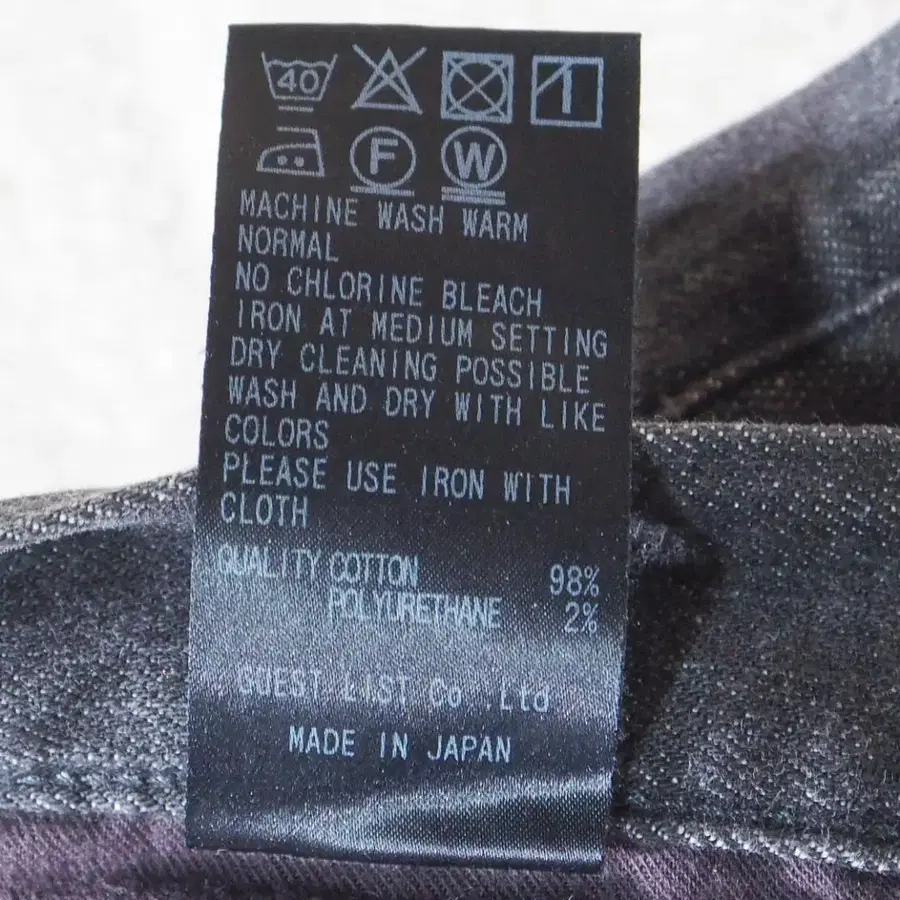 40
F W
MACHINE WASH WARM
NORMAL
NO CHLORINE BLEACH
IRON AT MEDIUM SETTING
DRY CLEANING POSSIBLE
WASH AND DRY WITH LIKE
COLORS
PLEASE USE IRON WITH
CLOTH
QUALITY COTTON 98%
POLYURETHANE 2%
GUEST LIST Co .Ltd
MADE IN JAPAN